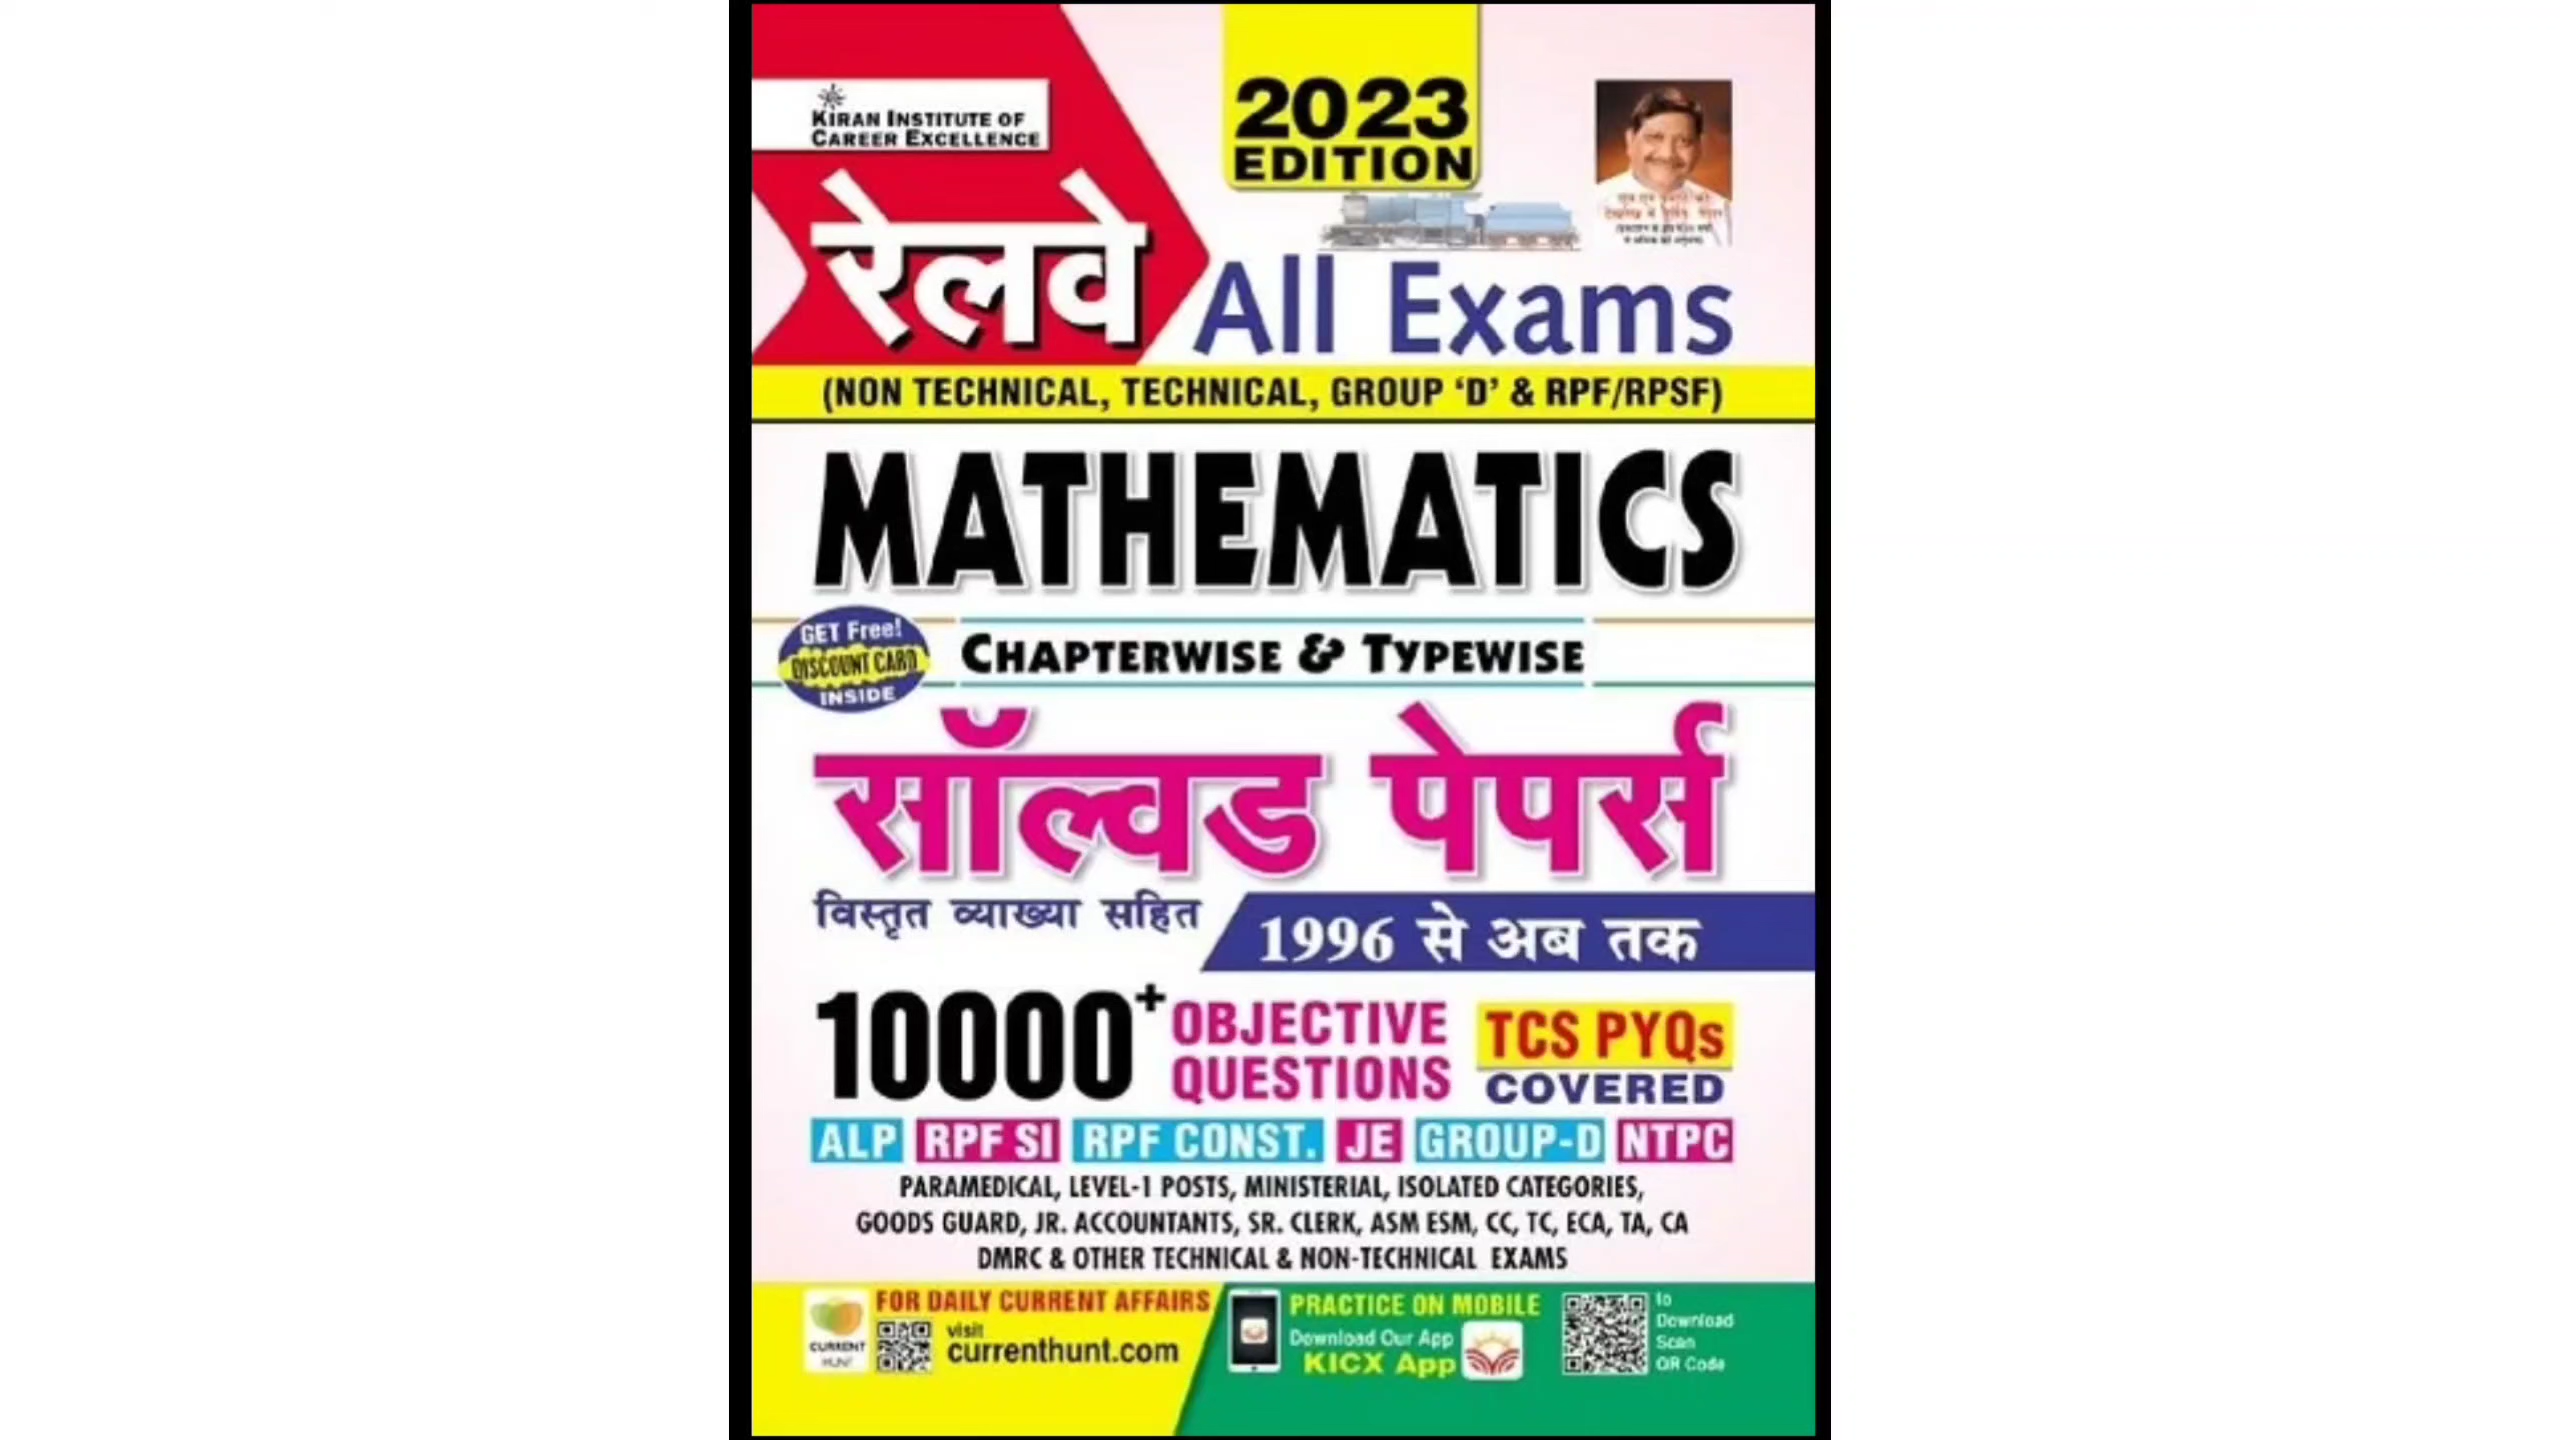 KIRAN INSTITUTE OF
CAREER EXCELLENCE
2023
EDITION
रेलवे
All Exams
(NON TECHNICAL, TECHNICAL, GROUP ‘D’ & RPF/RPSF)
MATHEMATICS
GET Free!
DISCOUNT CARD
INSIDE
CHAPTERWISE & TYPEWISE
सॉल्वड पेपर्स
विस्तृत व्याख्या सहित
1996 से अब तक
10000+
OBJECTIVE
QUESTIONS
TCS PYQs
COVERED
ALP RPF SI RPF CONST. JE GROUP-D NTPC
PARAMEDICAL, LEVEL-1 POSTS, MINISTERIAL, ISOLATED CATEGORIES,
GOODS GUARD, JR. ACCOUNTANTS, SR. CLERK, ASM ESM, CC, TC, ECA, TA, CA
DMRC & OTHER TECHNICAL & NON-TECHNICAL EXAMS
CURRENT
HUNT
FOR DAILY CURRENT AFFAIRS
visit
currenthunt.com
PRACTICE ON MOBILE
Download Our App
KICX App
to
Download
Scan
QR Code